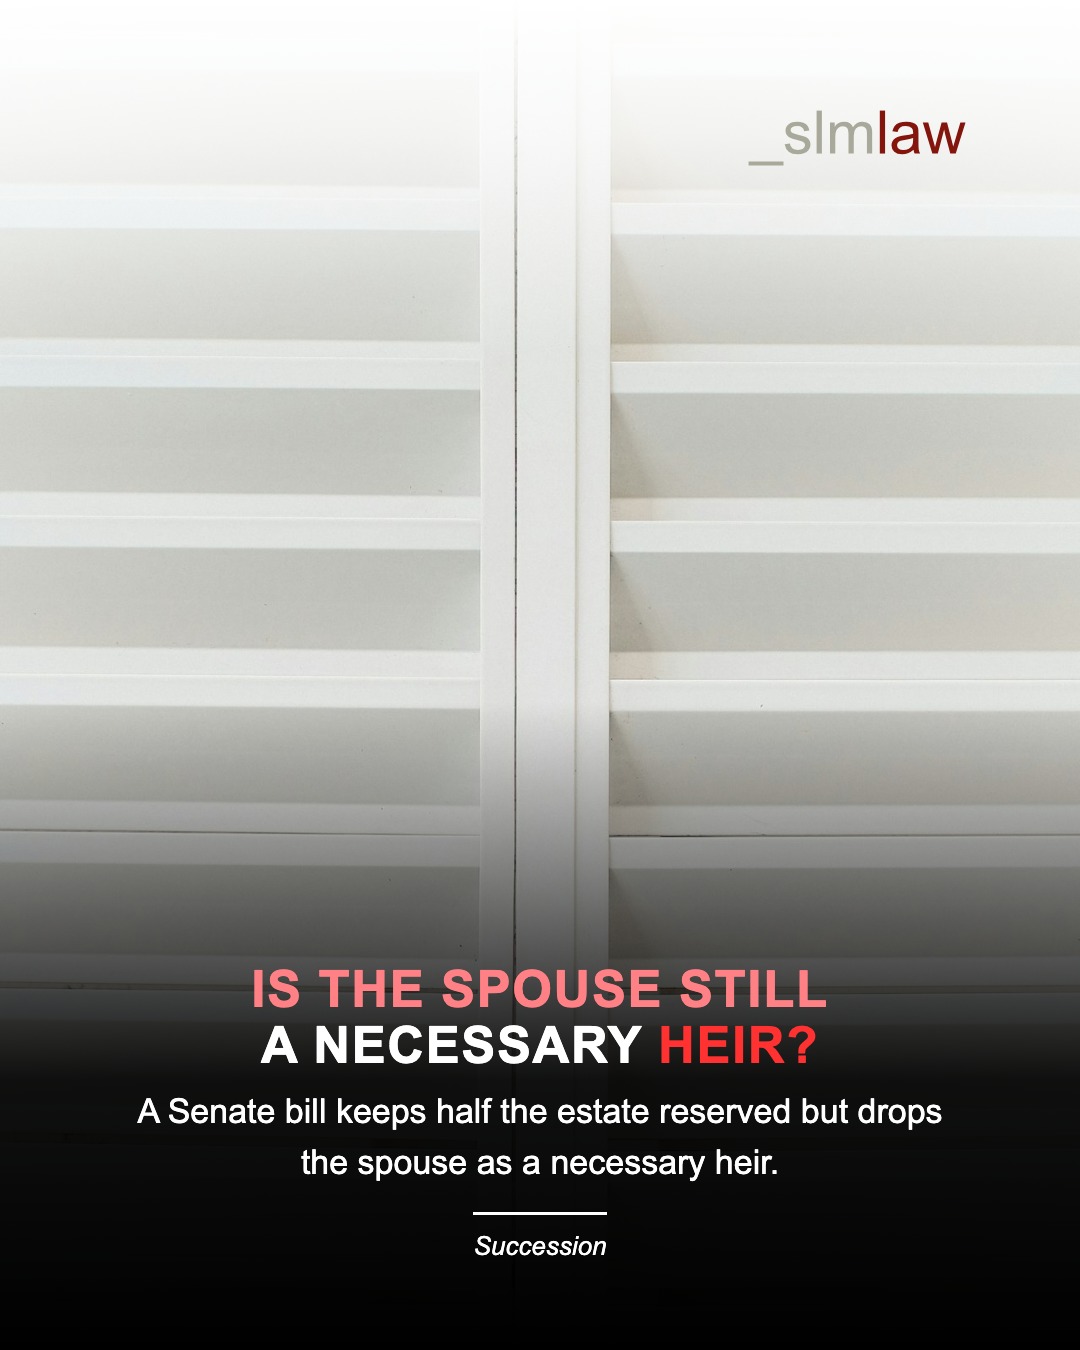 _slmlaw
IS THE SPOUSE STILL
A NECESSARY HEIR?
A Senate bill keeps half the estate reserved but drops
the spouse as a necessary heir.
Succession